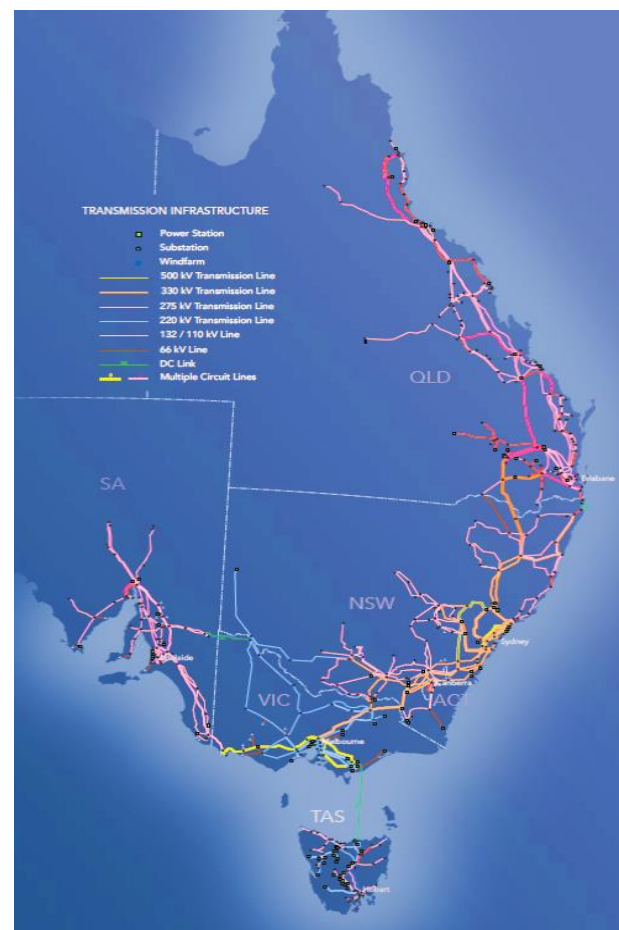 TRANSMISSION INFRASTRUCTURE
Power Station
Substation
Windfarm
500 kV Transmission Line
330 kV Transmission Line
275 kV Transmission Line
220 kV Transmission Line
132 / 110 kV Line
66 kV Line
DC Link
Multiple Circuit Lines
QLD
Brisbane
SA
NSW
Sydney
Adelaide
Canberra
VIC
ACT
Melbourne
TAS
Hobart